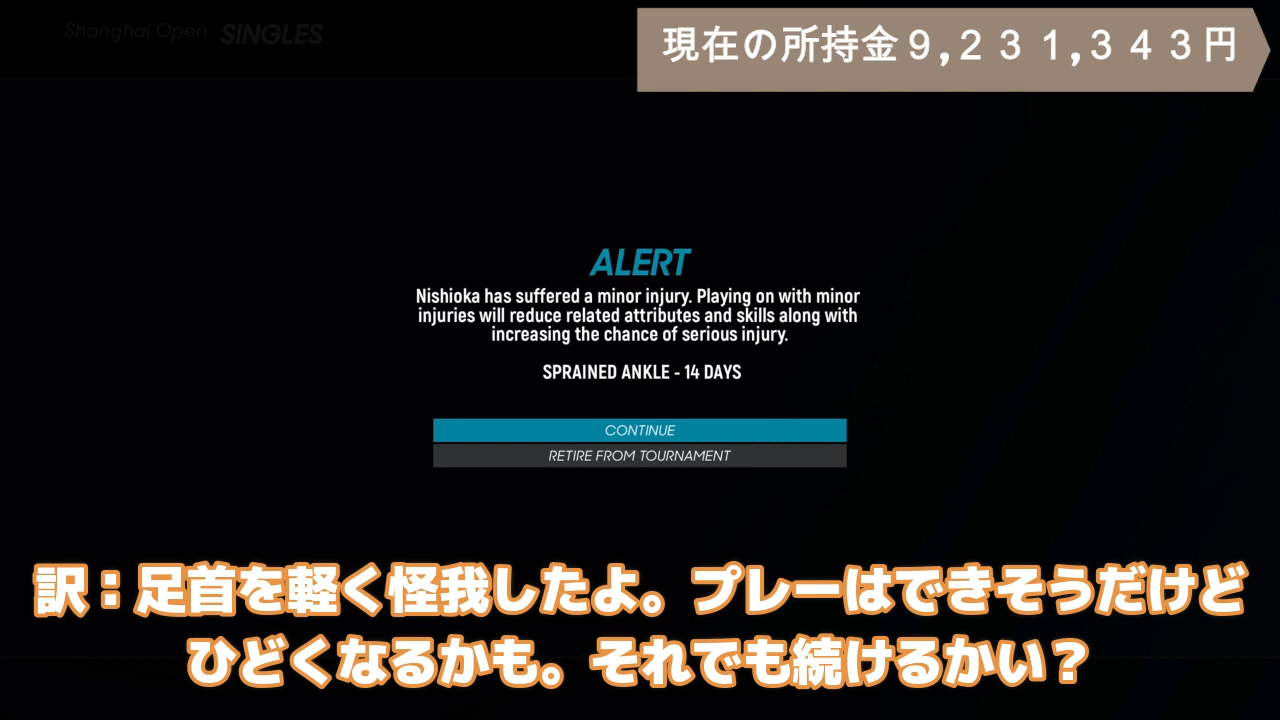 Shanghai Open SINGLES
現在の所持金９,２３１,３４３円
ALERT
Nishioka has suffered a minor injury. Playing on with minor
injuries will reduce related attributes and skills along with
increasing the chance of serious injury.
SPRAINED ANKLE - 14 DAYS
CONTINUE
RETIRE FROM TOURNAMENT
訳：足首を軽く怪我したよ。プレーはできそうだけど
ひどくなるかも。それでも続けるかい？